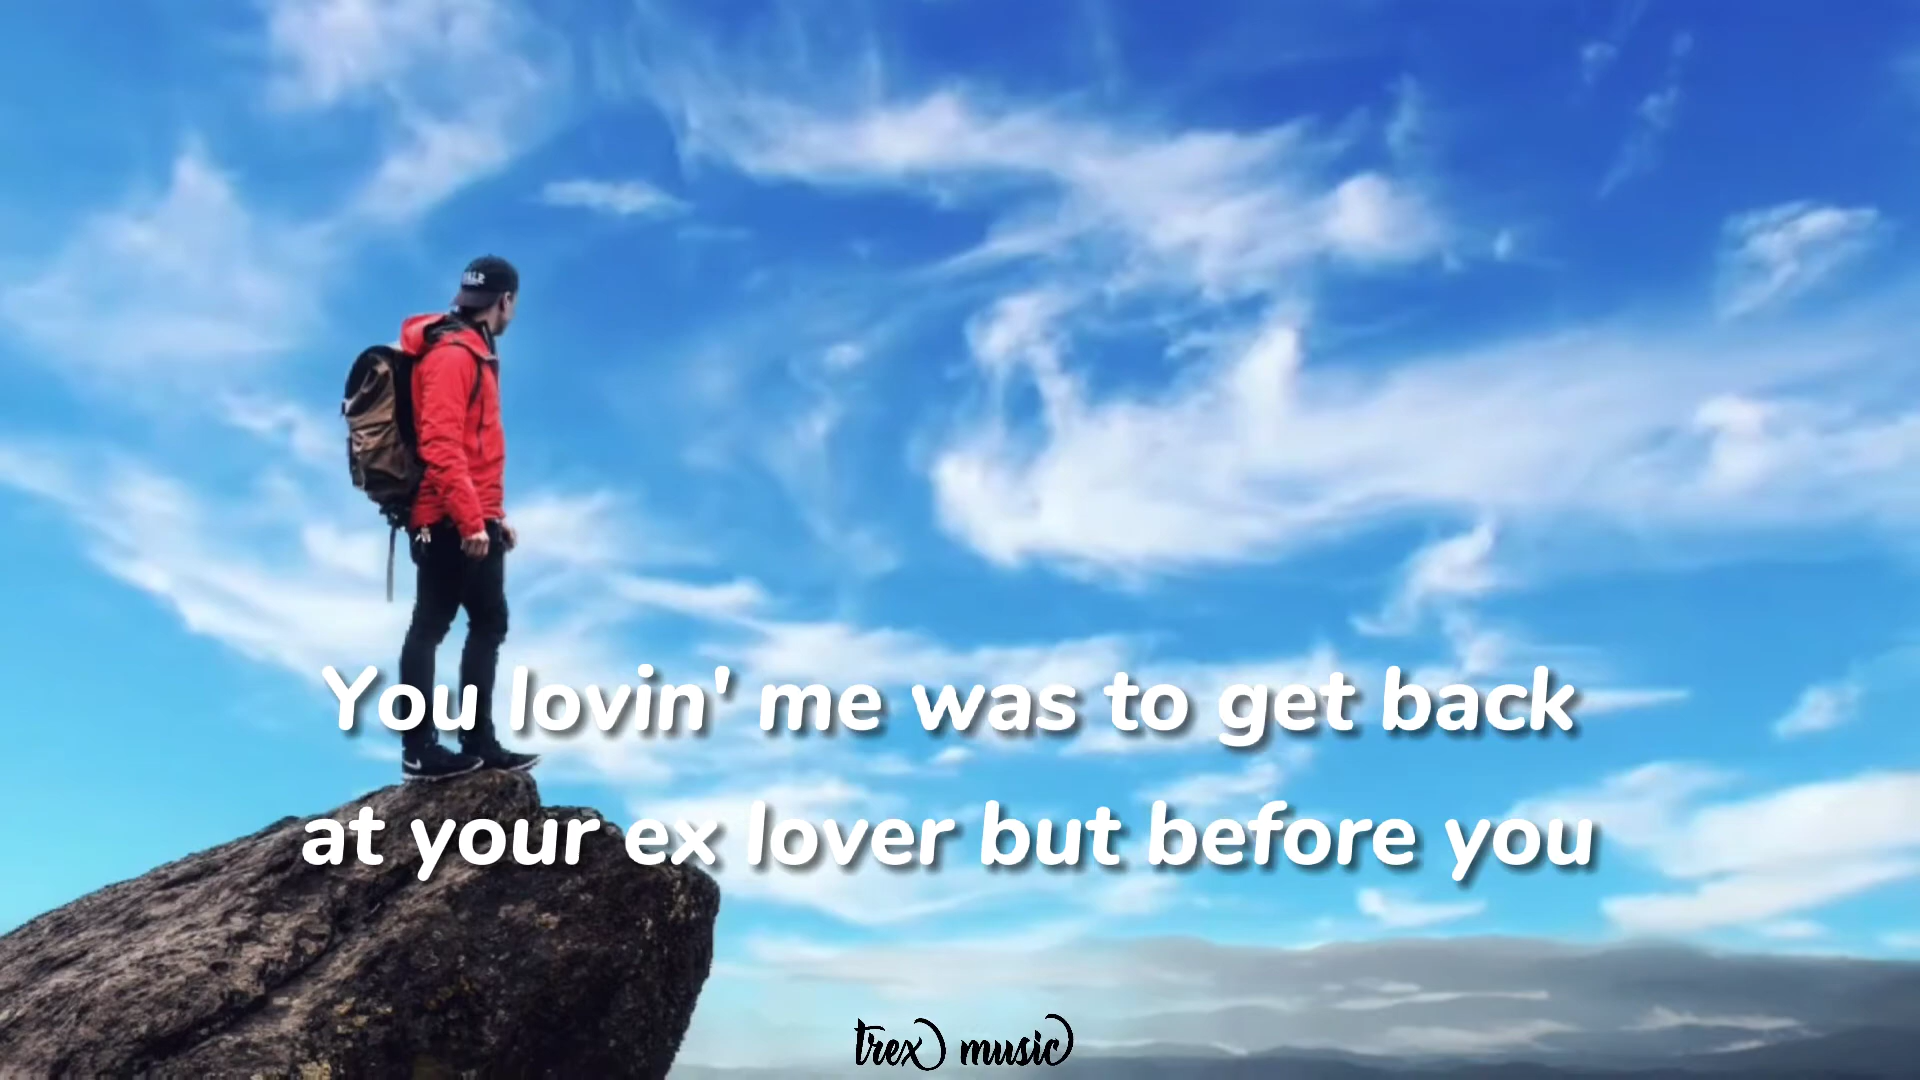 You lovin' me was to get back
at your ex lover but before you
trex music